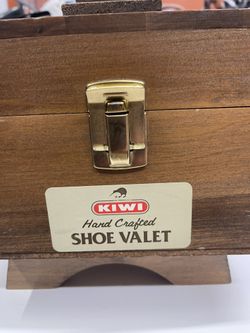 KIWI
Hand Crafted
SHOE VALET